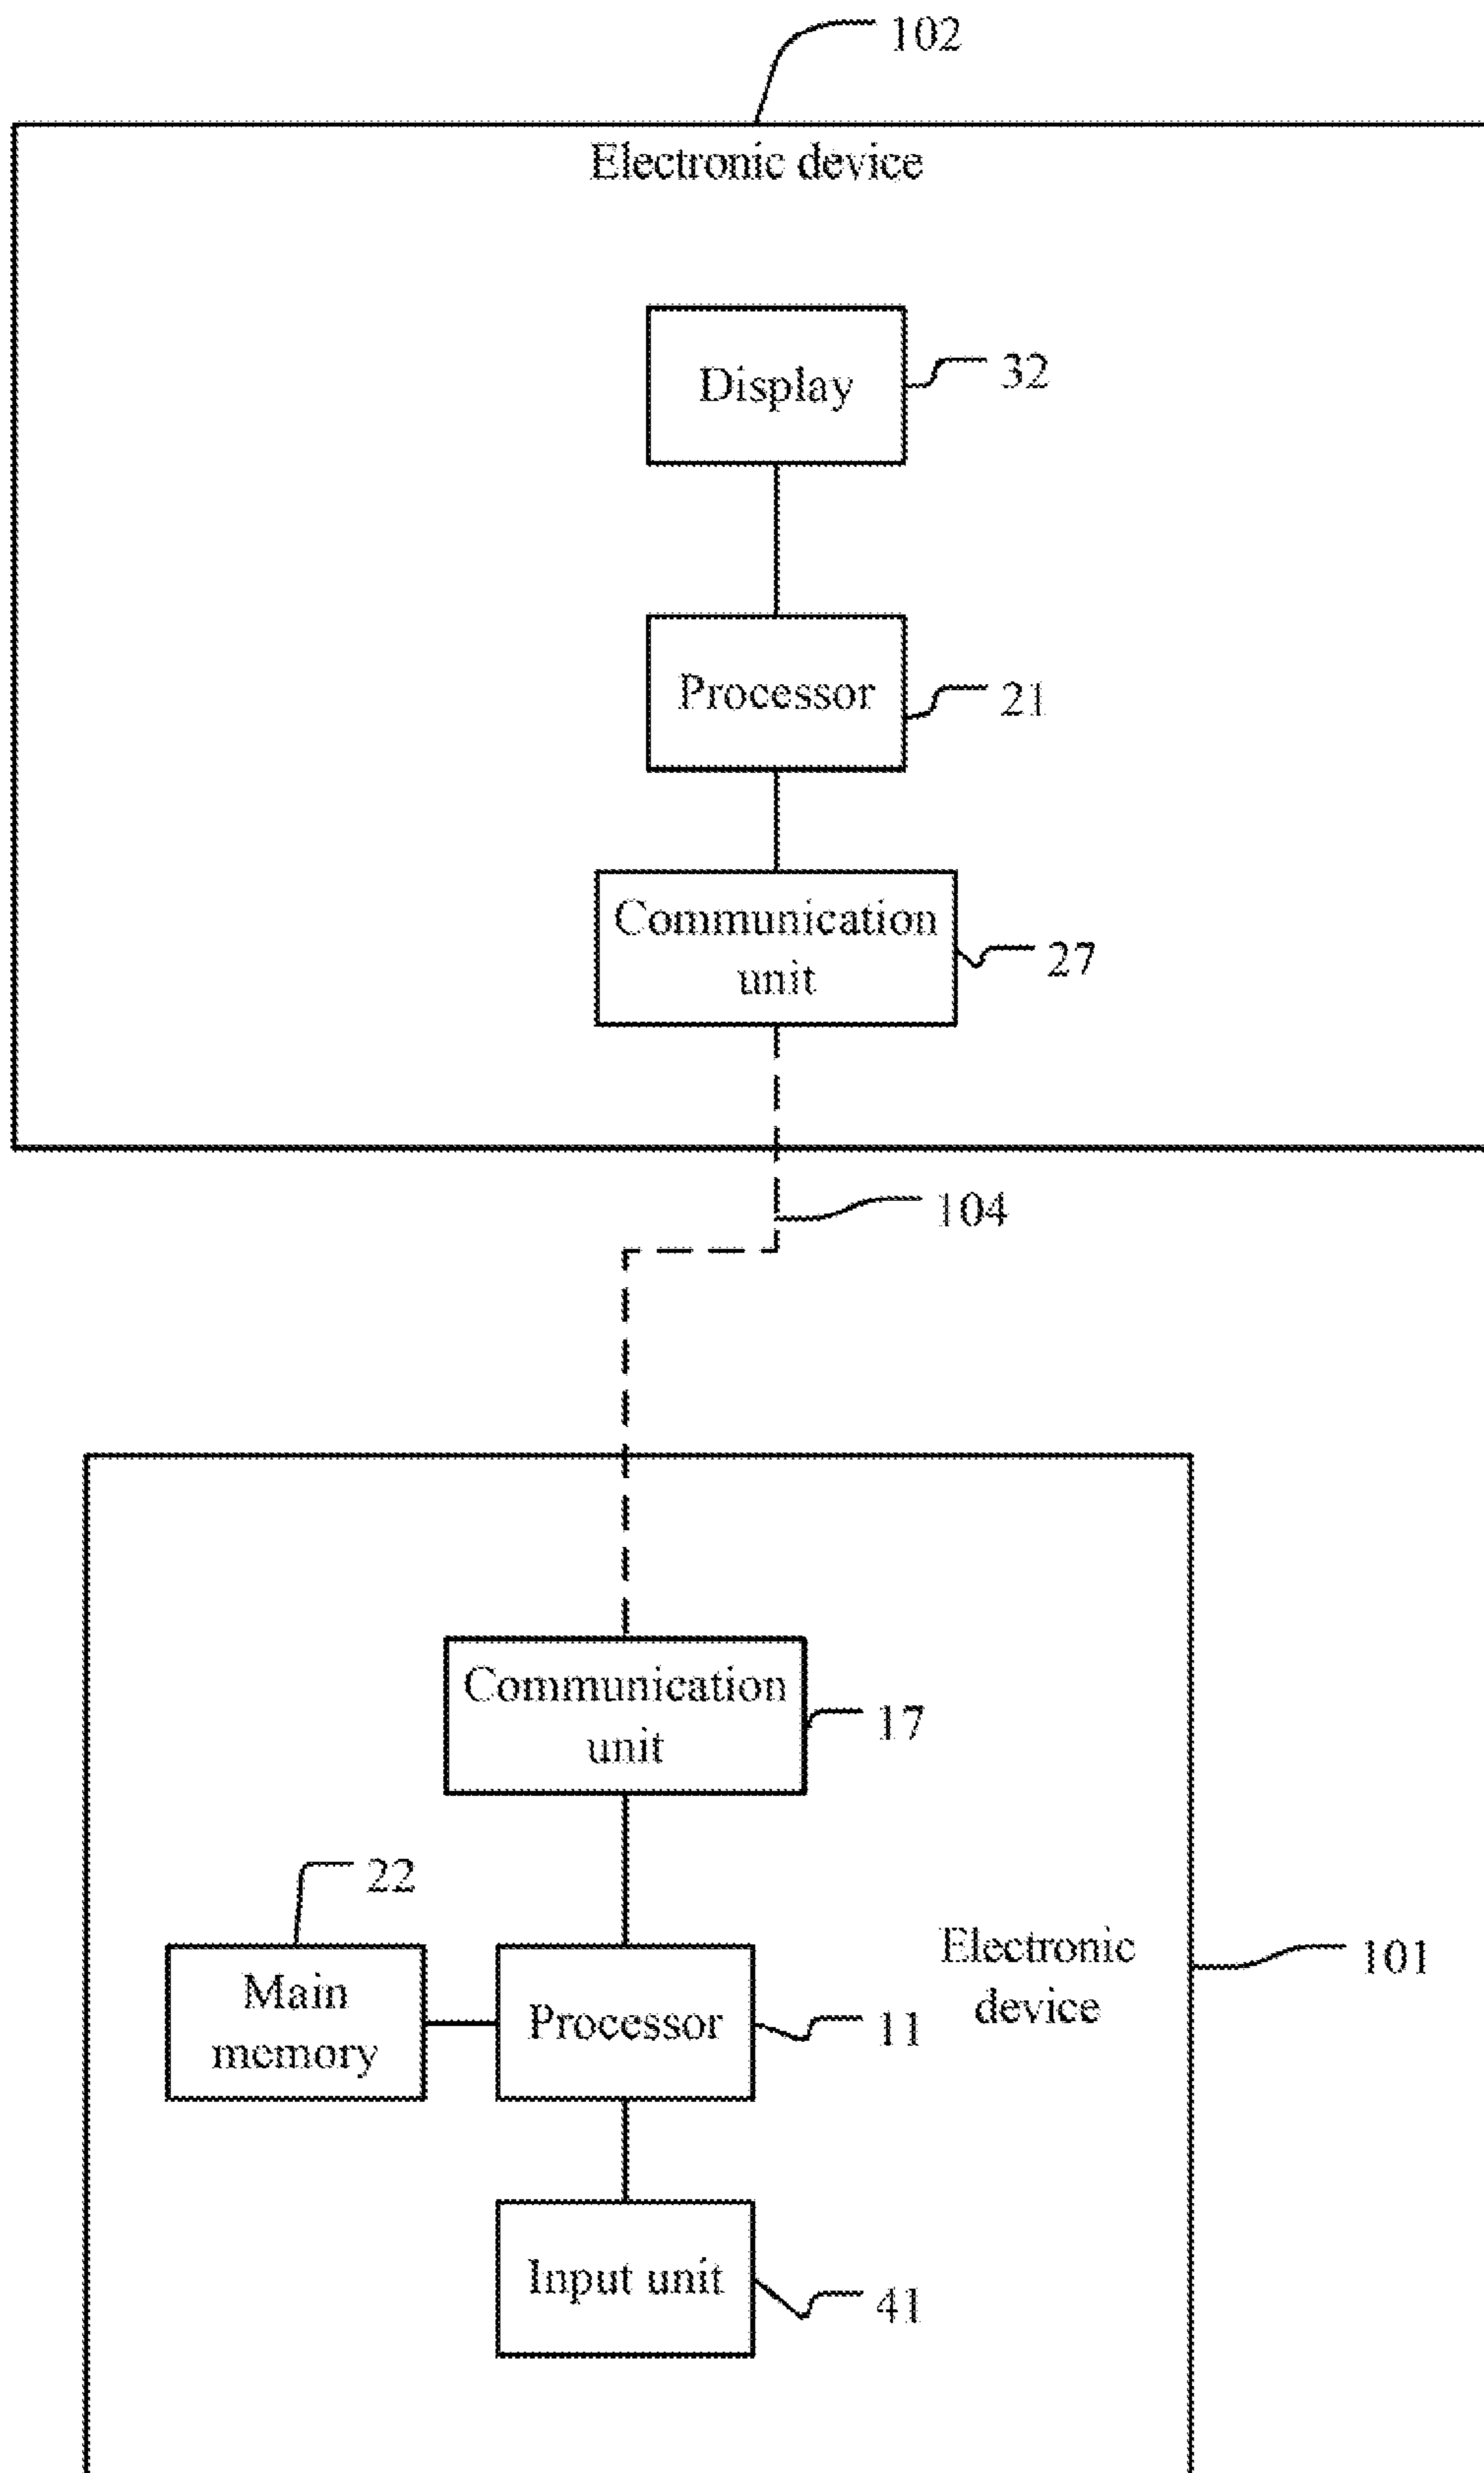 102
Electronic device
Display
32
Processor
21
Communication
unit
27
104
Communication
unit
17
22
Main
memory
Processor
11
Electronic
device
101
Input unit
41